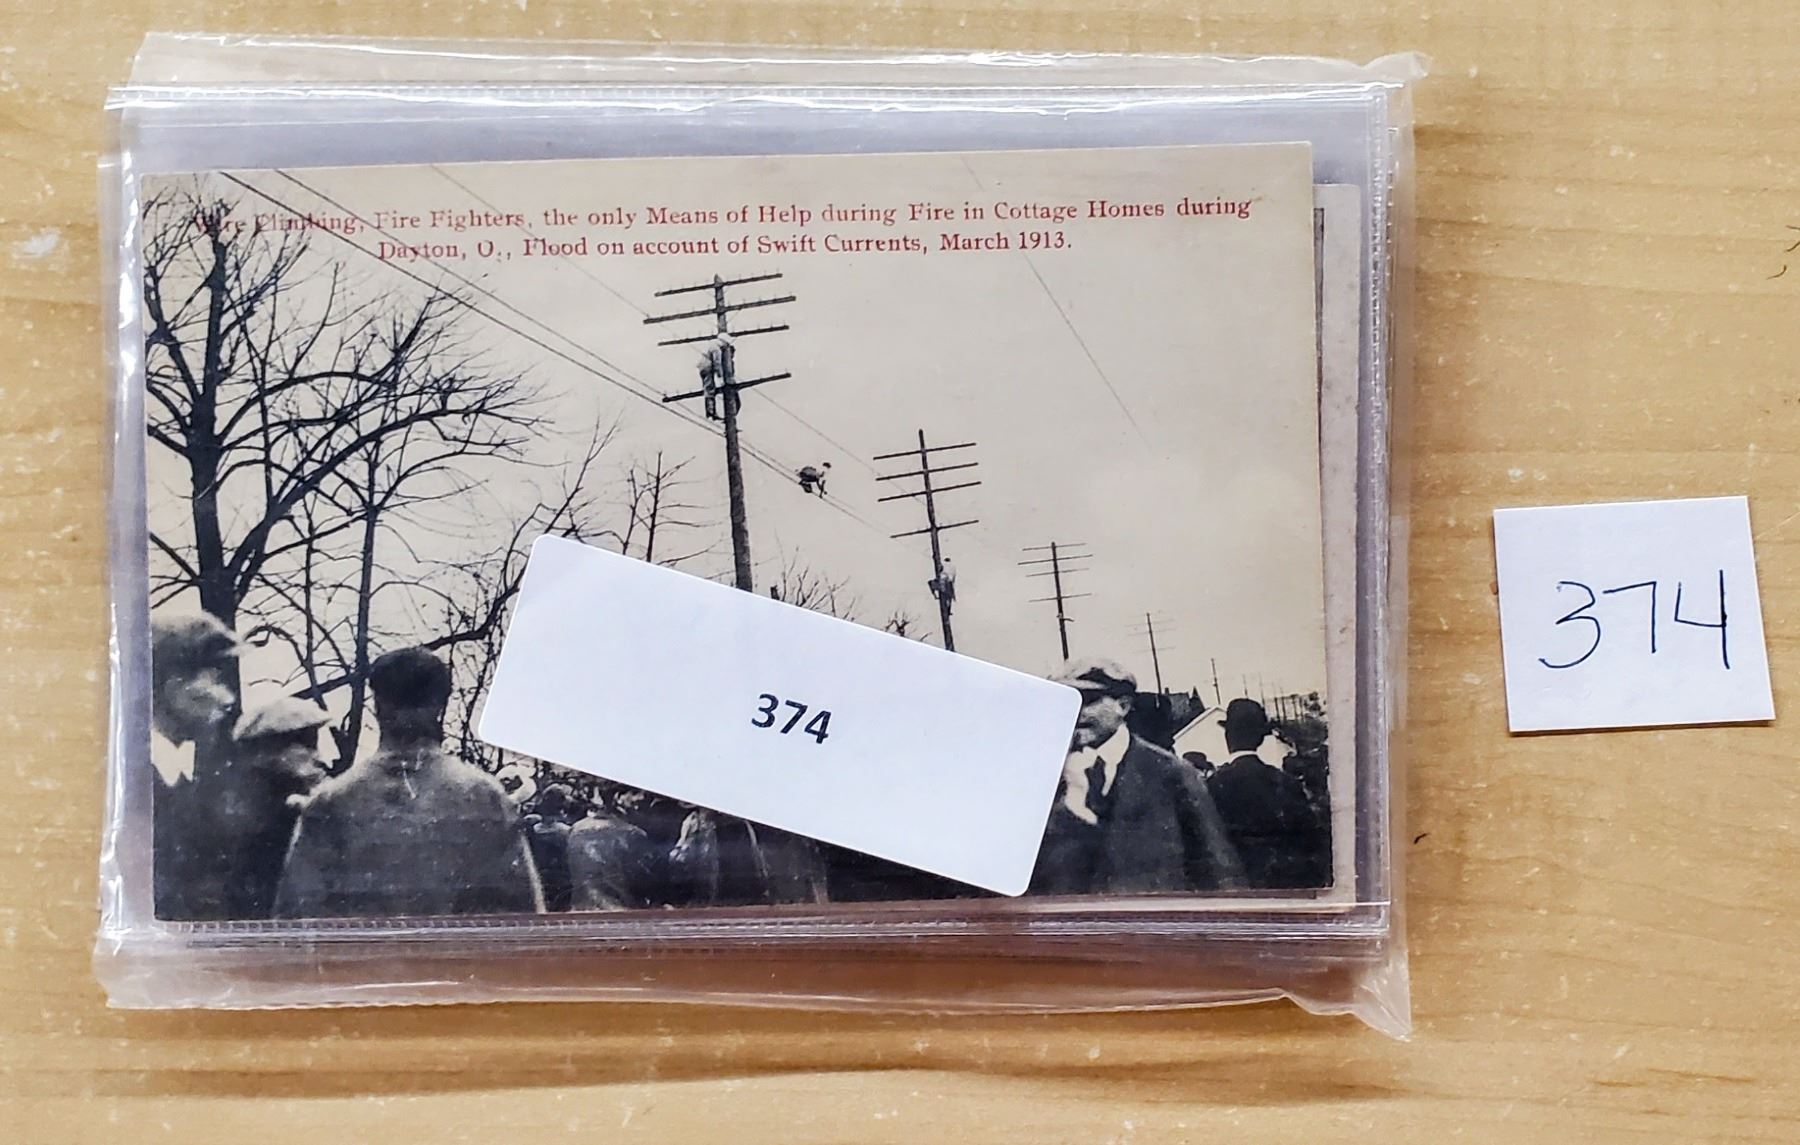 Wire Climbing, Fire Fighters, the only Means of Help during Fire in Cottage Homes during
Dayton, O., Flood on account of Swift Currents, March 1913.
374
374